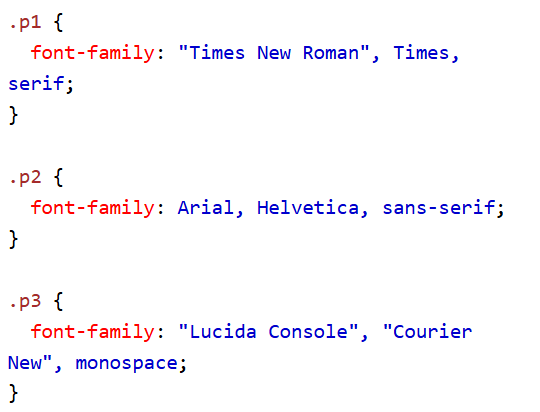 .p1 {
  font-family: "Times New Roman", Times,
serif;
}

.p2 {
  font-family: Arial, Helvetica, sans-serif;
}

.p3 {
  font-family: "Lucida Console", "Courier
New", monospace;
}